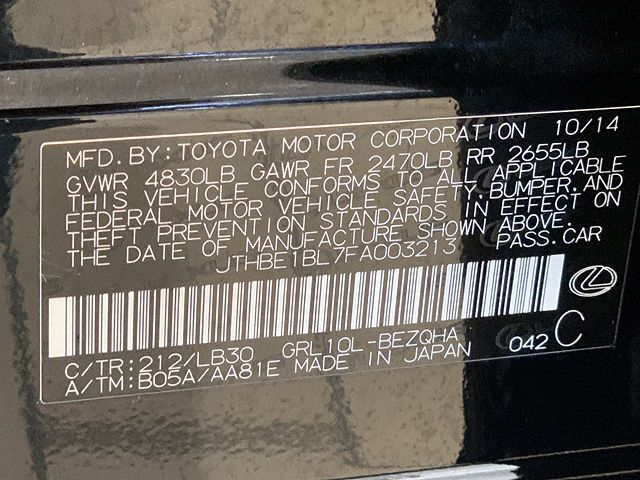 MFD. BY: TOYOTA MOTOR CORPORATION 10/14
GVWR 4830LB GAWR FR 2470LB RR 2655LB
THIS VEHICLE CONFORMS TO ALL APPLICABLE
FEDERAL MOTOR VEHICLE SAFETY,BUMPER,AND
THEFT PREVENTION STANDARDS IN EFFECT ON
THE DATE OF MANUFACTURE SHOWN ABOVE.
JTHBE1BL7FA003213 PASS.CAR
C/TR:212/LB30 GRL10L-BEZQHA 042 C
A/TM:B05A/AA81E MADE IN JAPAN